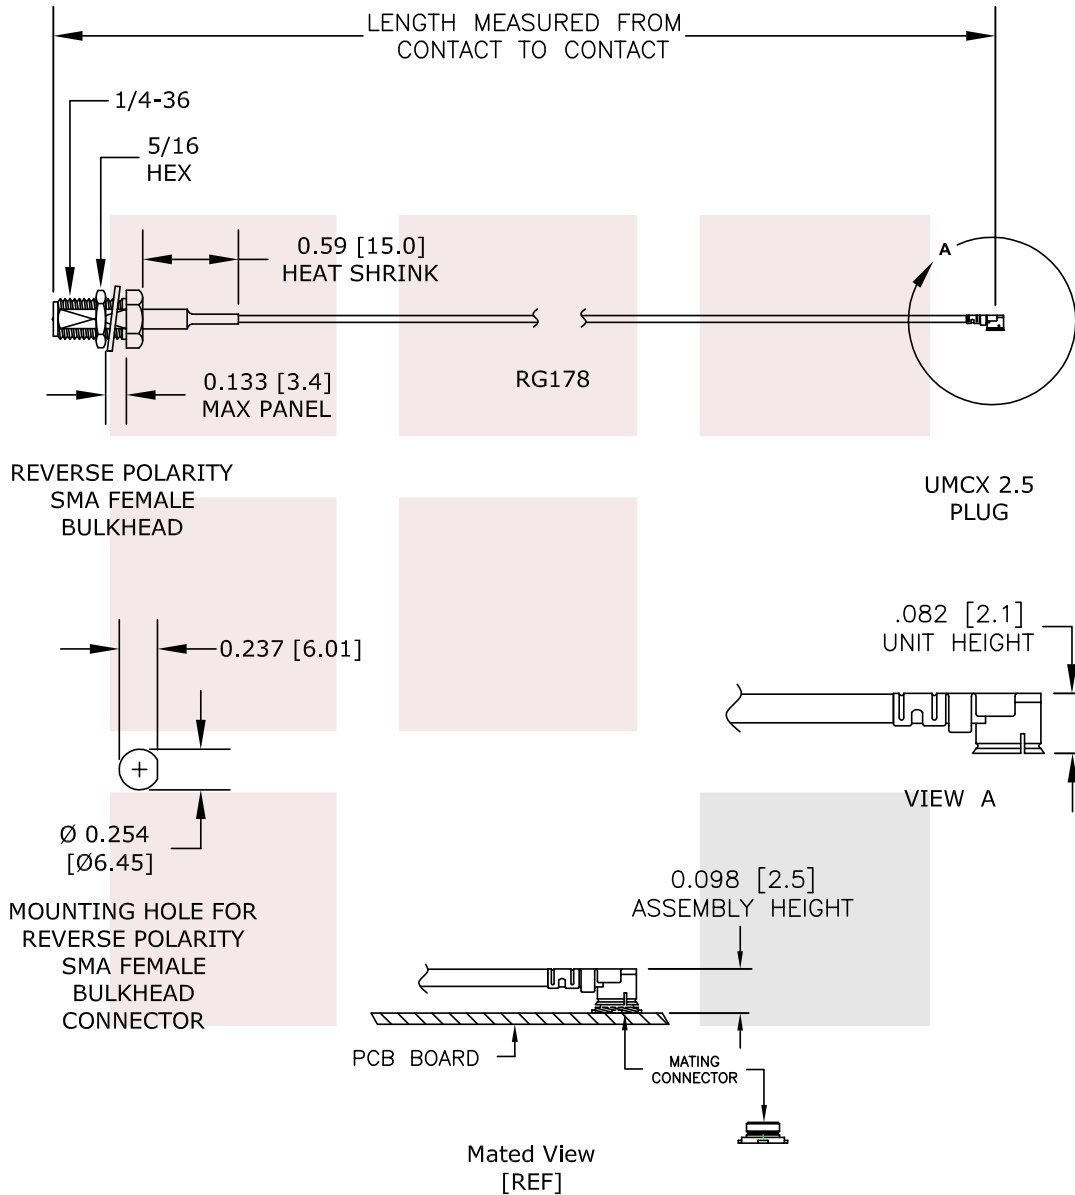 LENGTH MEASURED FROM
CONTACT TO CONTACT
1/4-36
5/16
HEX
0.59 [15.0]
HEAT SHRINK
A
0.133 [3.4]
MAX PANEL
RG178
REVERSE POLARITY
SMA FEMALE
BULKHEAD
UMCX 2.5
PLUG
.082 [2.1]
UNIT HEIGHT
0.237 [6.01]
VIEW A
Ø 0.254
[Ø6.45]
0.098 [2.5]
ASSEMBLY HEIGHT
MOUNTING HOLE FOR
REVERSE POLARITY
SMA FEMALE
BULKHEAD
CONNECTOR
PCB BOARD
MATING
CONNECTOR
Mated View
[REF]